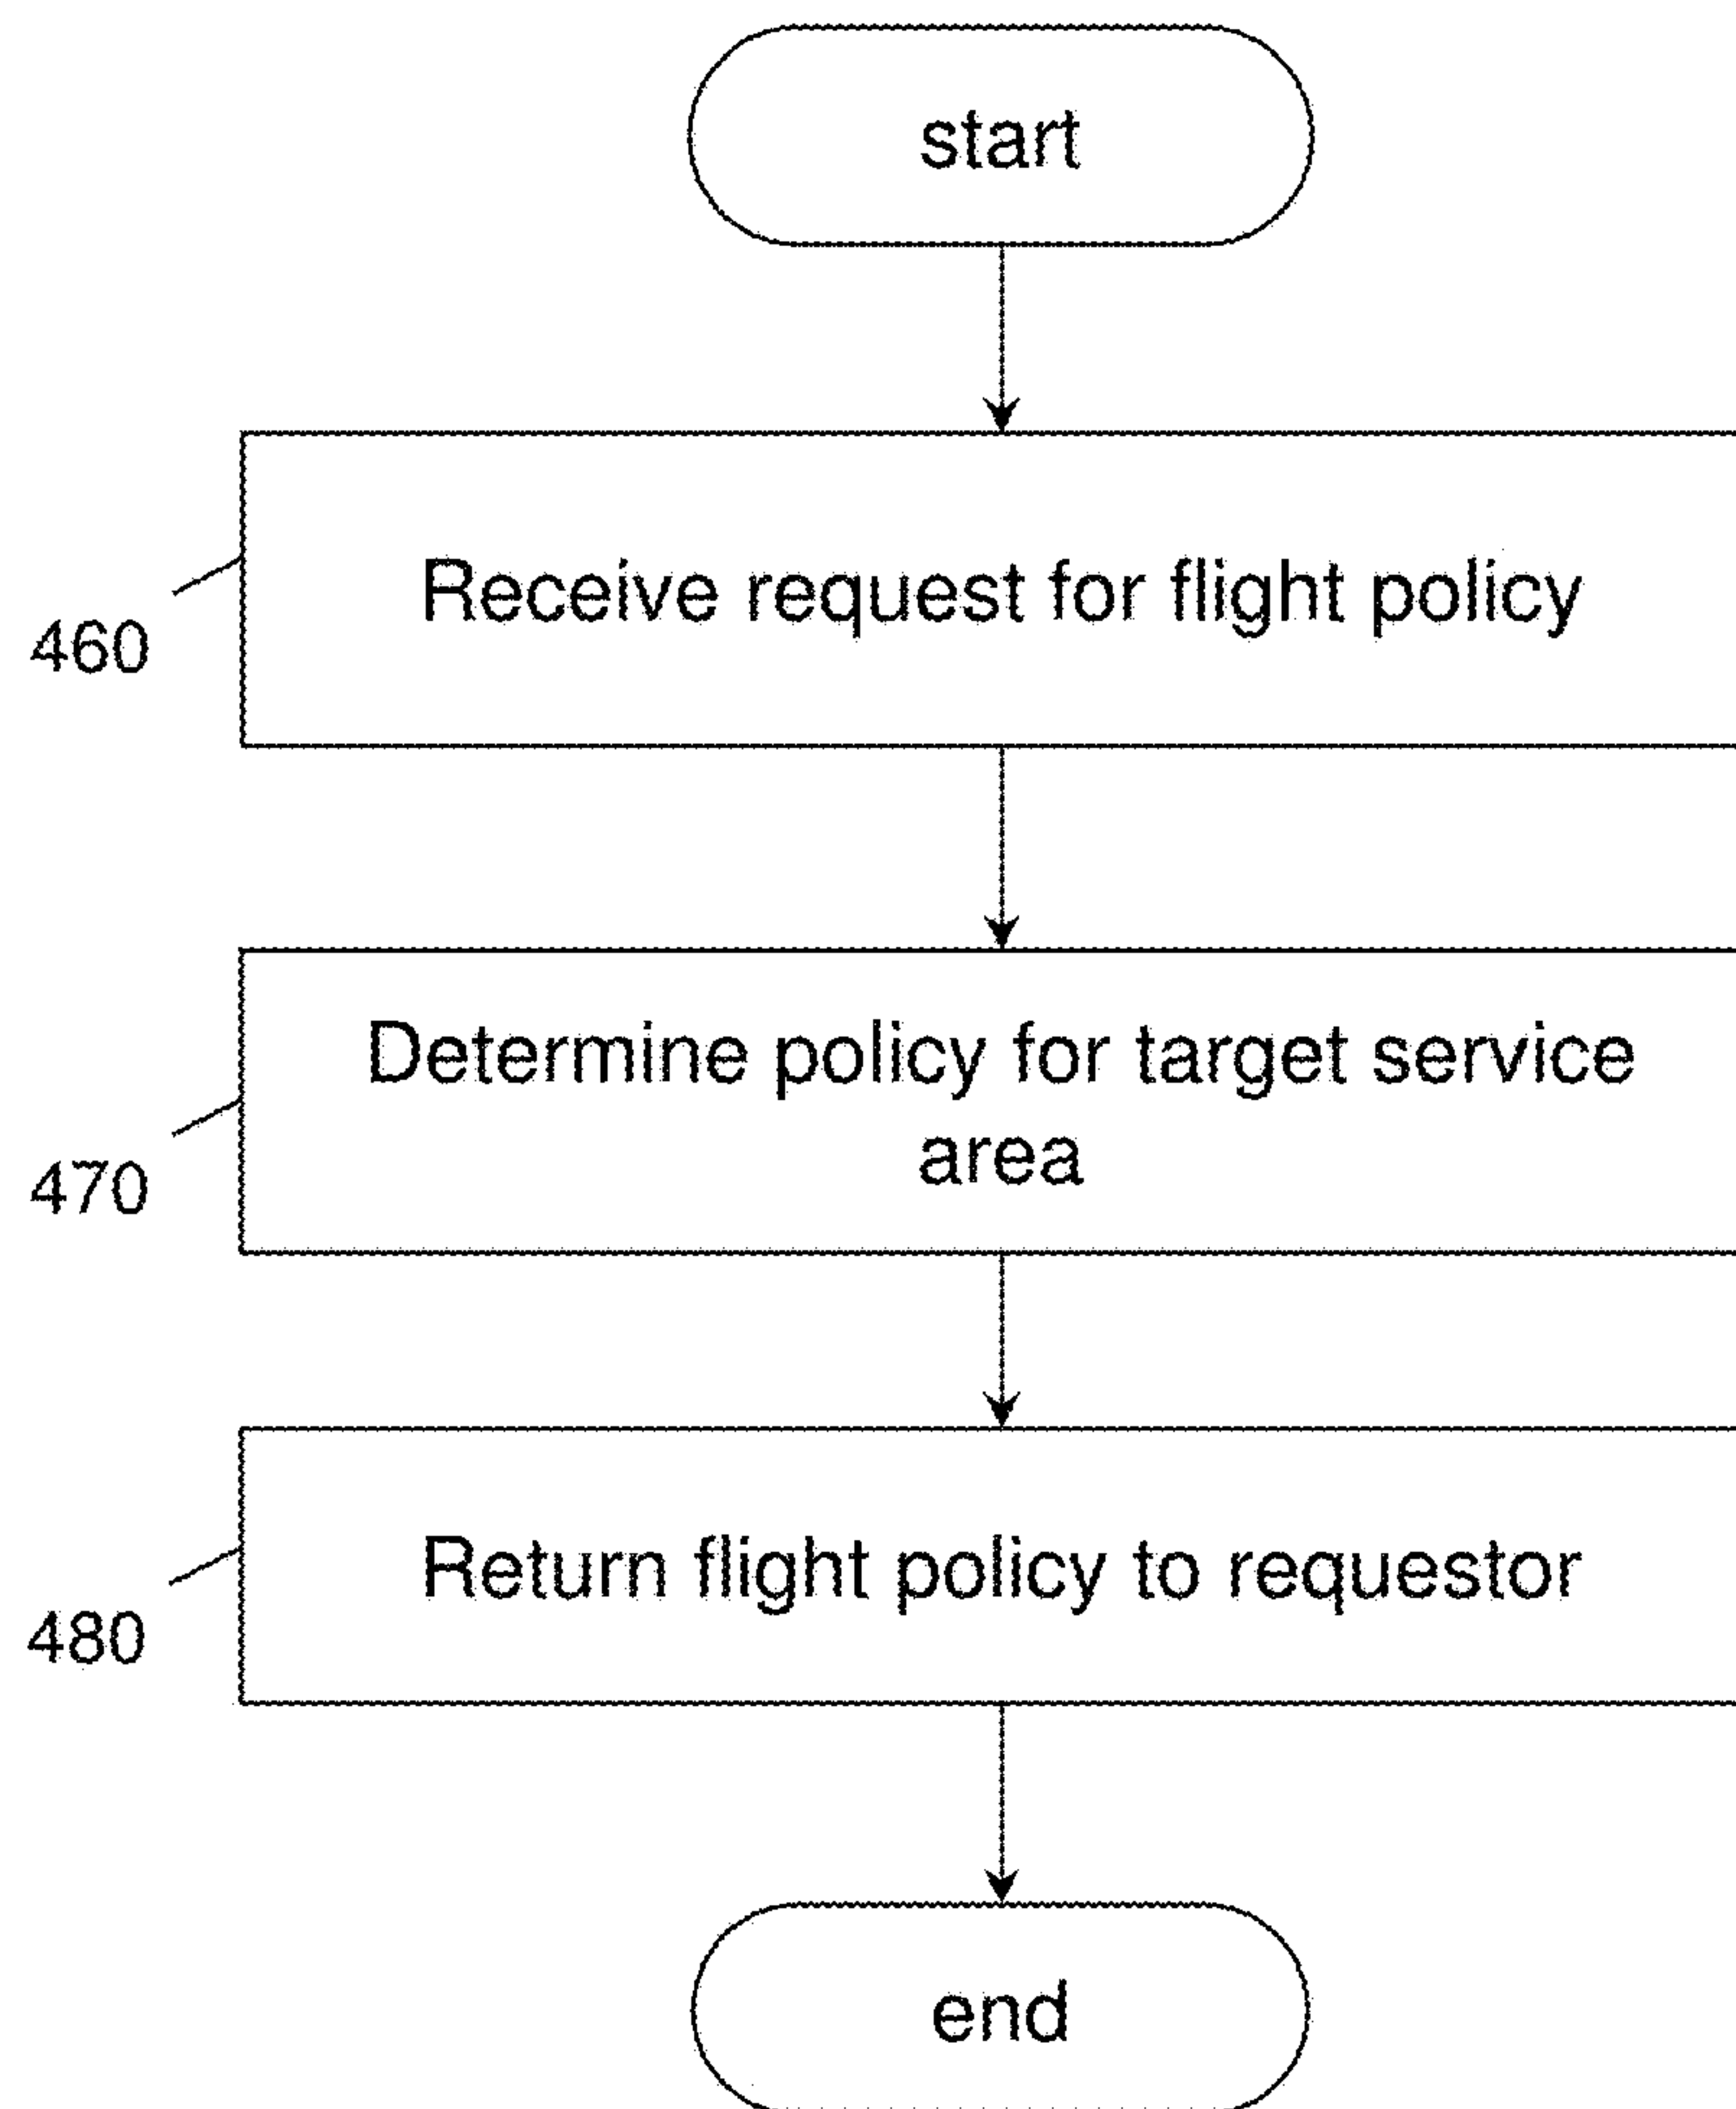 start
Receive request for flight policy
460
Determine policy for target service
area
470
Return flight policy to requestor
480
end